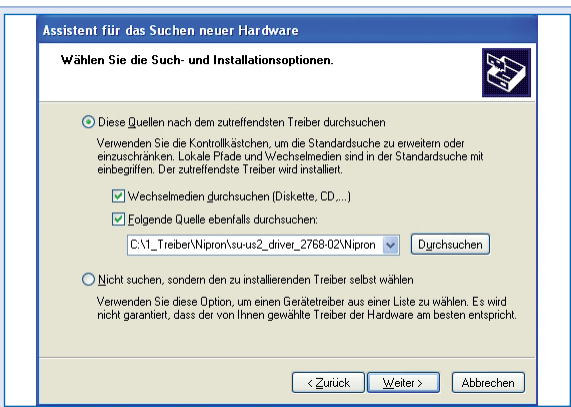 Assistent für das Suchen neuer Hardware
Wählen Sie die Such- und Installationsoptionen.
Diese Quellen nach dem zutreffendsten Treiber durchsuchen
Verwenden Sie die Kontrollkästchen, um die Standardsuche zu erweitern oder
einzuschränken. Lokale Pfade und Wechselmedien sind in der Standardsuche mit
einbegriffen. Der zutreffendste Treiber wird installiert.
Wechselmedien durchsuchen (Diskette, CD,...)
Folgende Quelle ebenfalls durchsuchen:
C:\1_Treiber\Nipron\su-us2_driver_2768-02\Nipron Durchsuchen
Nicht suchen, sondern den zu installierenden Treiber selbst wählen
Verwenden Sie diese Option, um einen Gerätetreiber aus einer Liste zu wählen. Es wird
nicht garantiert, dass der von Ihnen gewählte Treiber der Hardware am besten entspricht.
< Zurück Weiter > Abbrechen